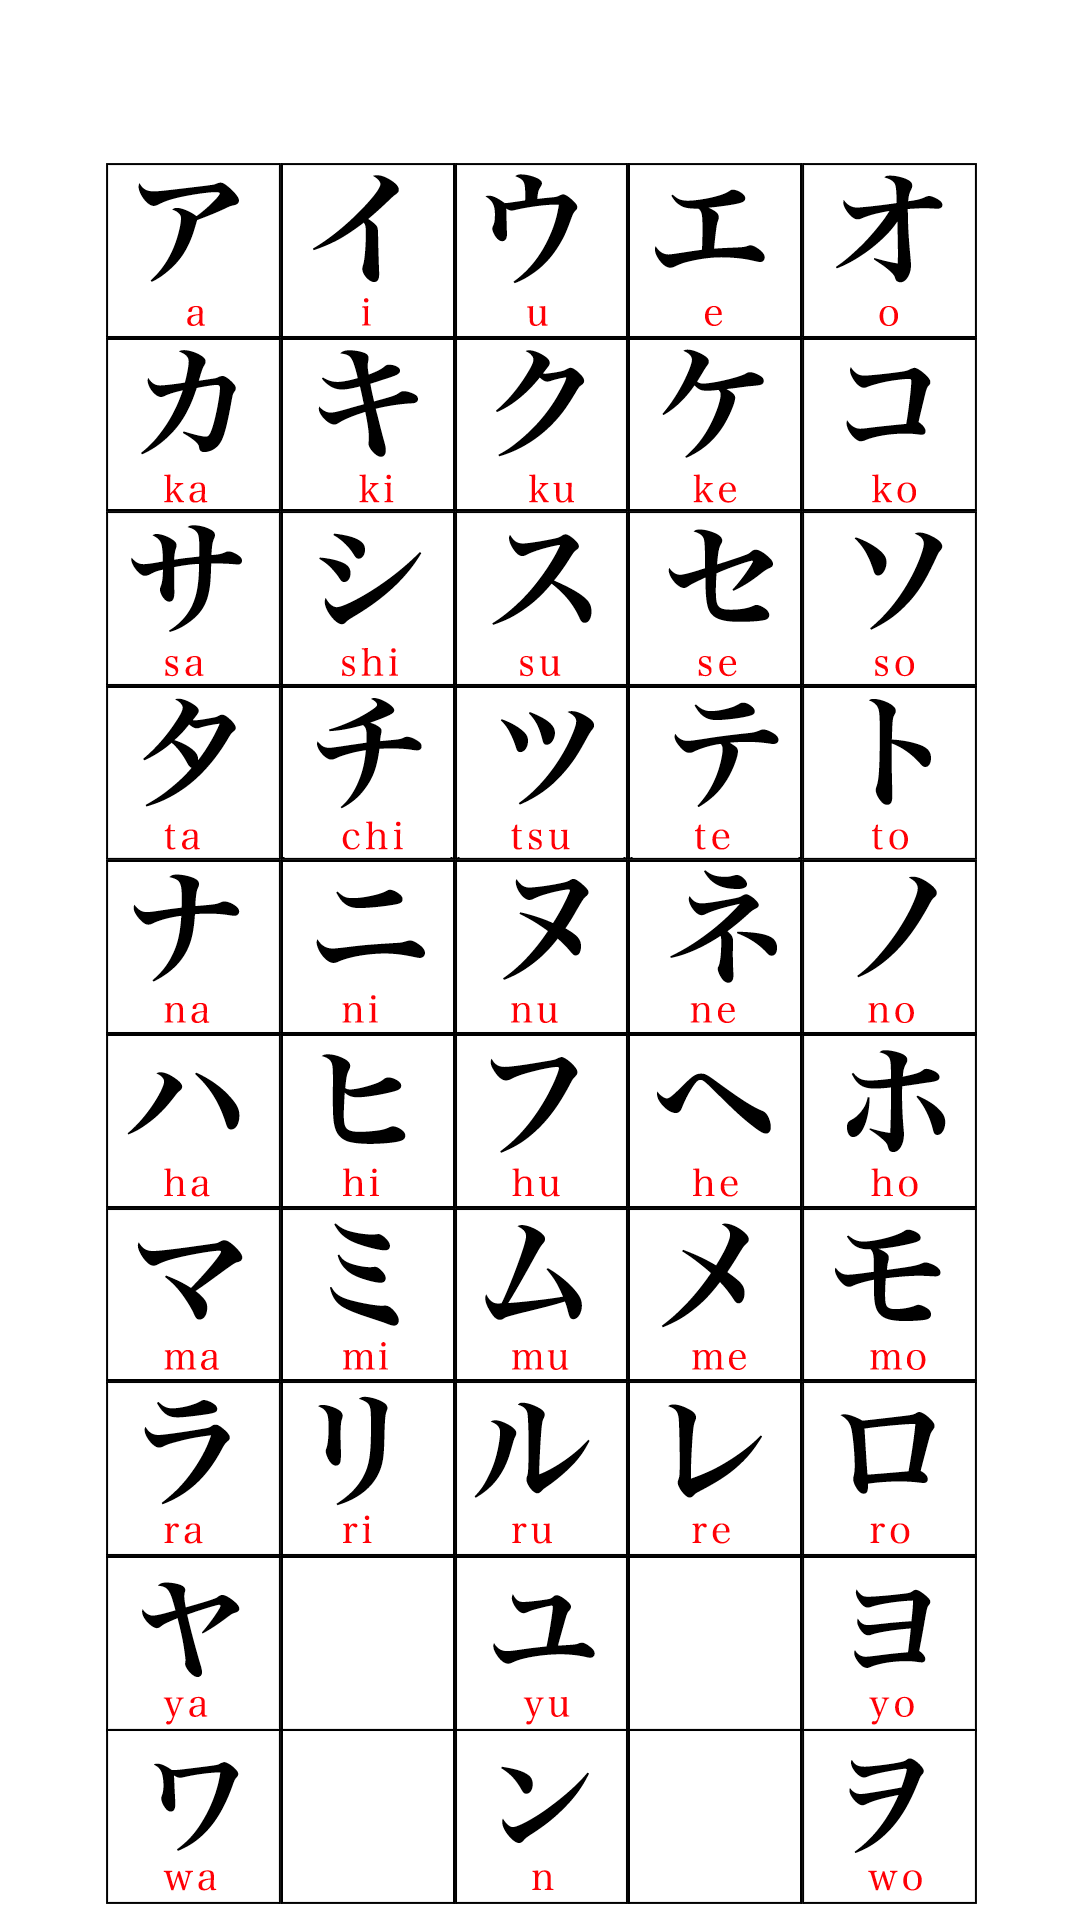 ア イ ウ エ オ
a i u e o
カ キ ク ケ コ
ka ki ku ke ko
サ シ ス セ ソ
sa shi su se so
タ チ ツ テ ト
ta chi tsu te to
ナ ニ ヌ ネ ノ
na ni nu ne no
ハ ヒ フ ヘ ホ
ha hi hu he ho
マ ミ ム メ モ
ma mi mu me mo
ラ リ ル レ ロ
ra ri ru re ro
ヤ ユ ヨ
ya yu yo
ワ ン ヲ
wa n wo